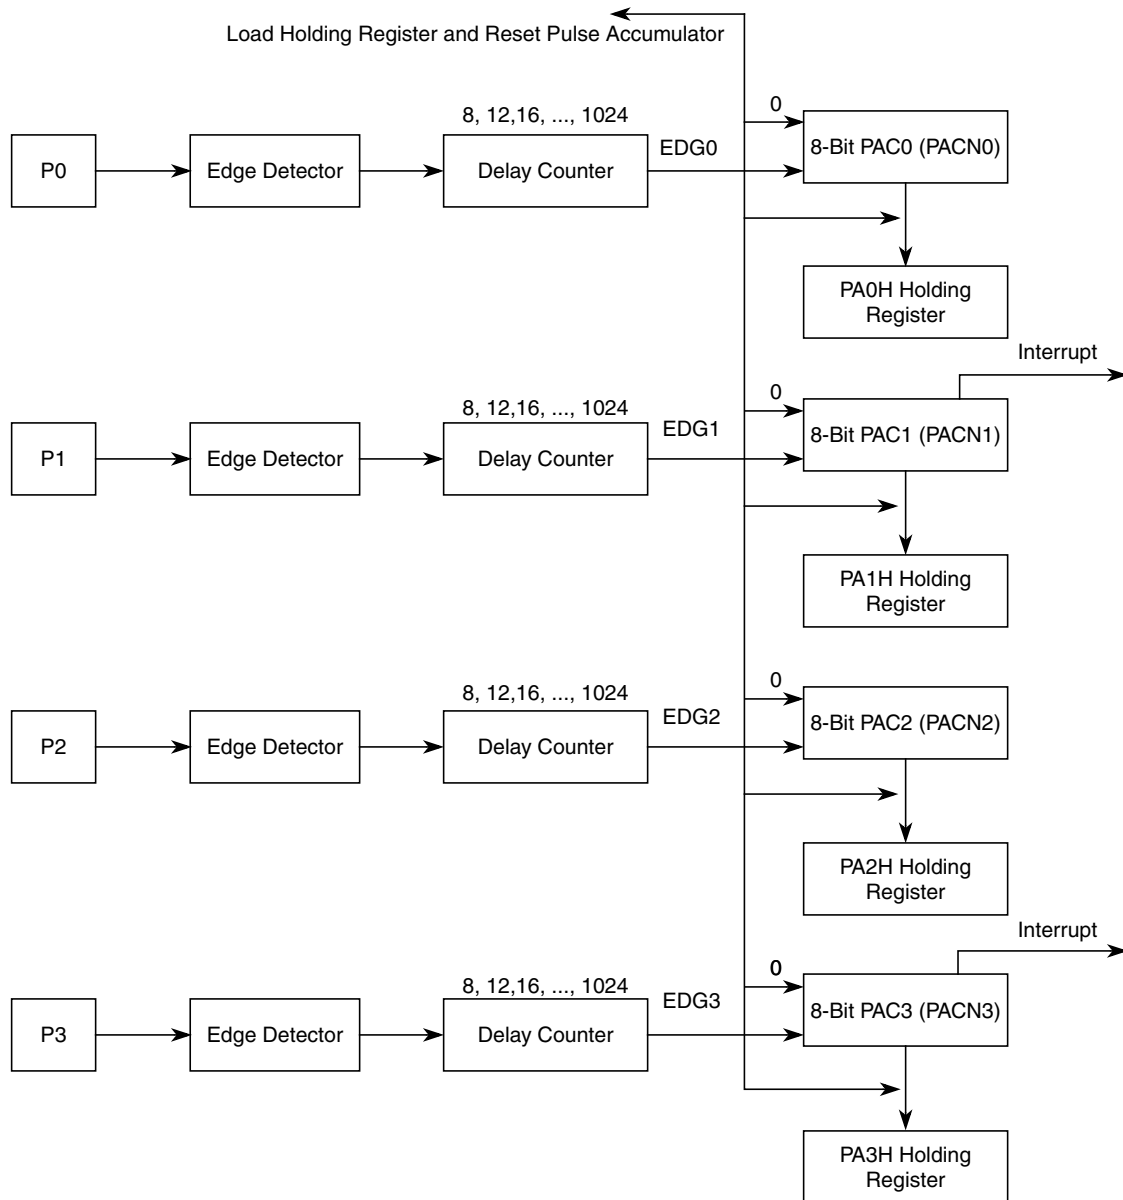 Load Holding Register and Reset Pulse Accumulator
8, 12,16, ..., 1024
0
EDG0
P0
Edge Detector
Delay Counter
8-Bit PAC0 (PACN0)
PA0H Holding
Register
Interrupt
8, 12,16, ..., 1024
0
EDG1
P1
Edge Detector
Delay Counter
8-Bit PAC1 (PACN1)
PA1H Holding
Register
8, 12,16, ..., 1024
0
EDG2
P2
Edge Detector
Delay Counter
8-Bit PAC2 (PACN2)
PA2H Holding
Register
Interrupt
8, 12,16, ..., 1024
0
EDG3
P3
Edge Detector
Delay Counter
8-Bit PAC3 (PACN3)
PA3H Holding
Register